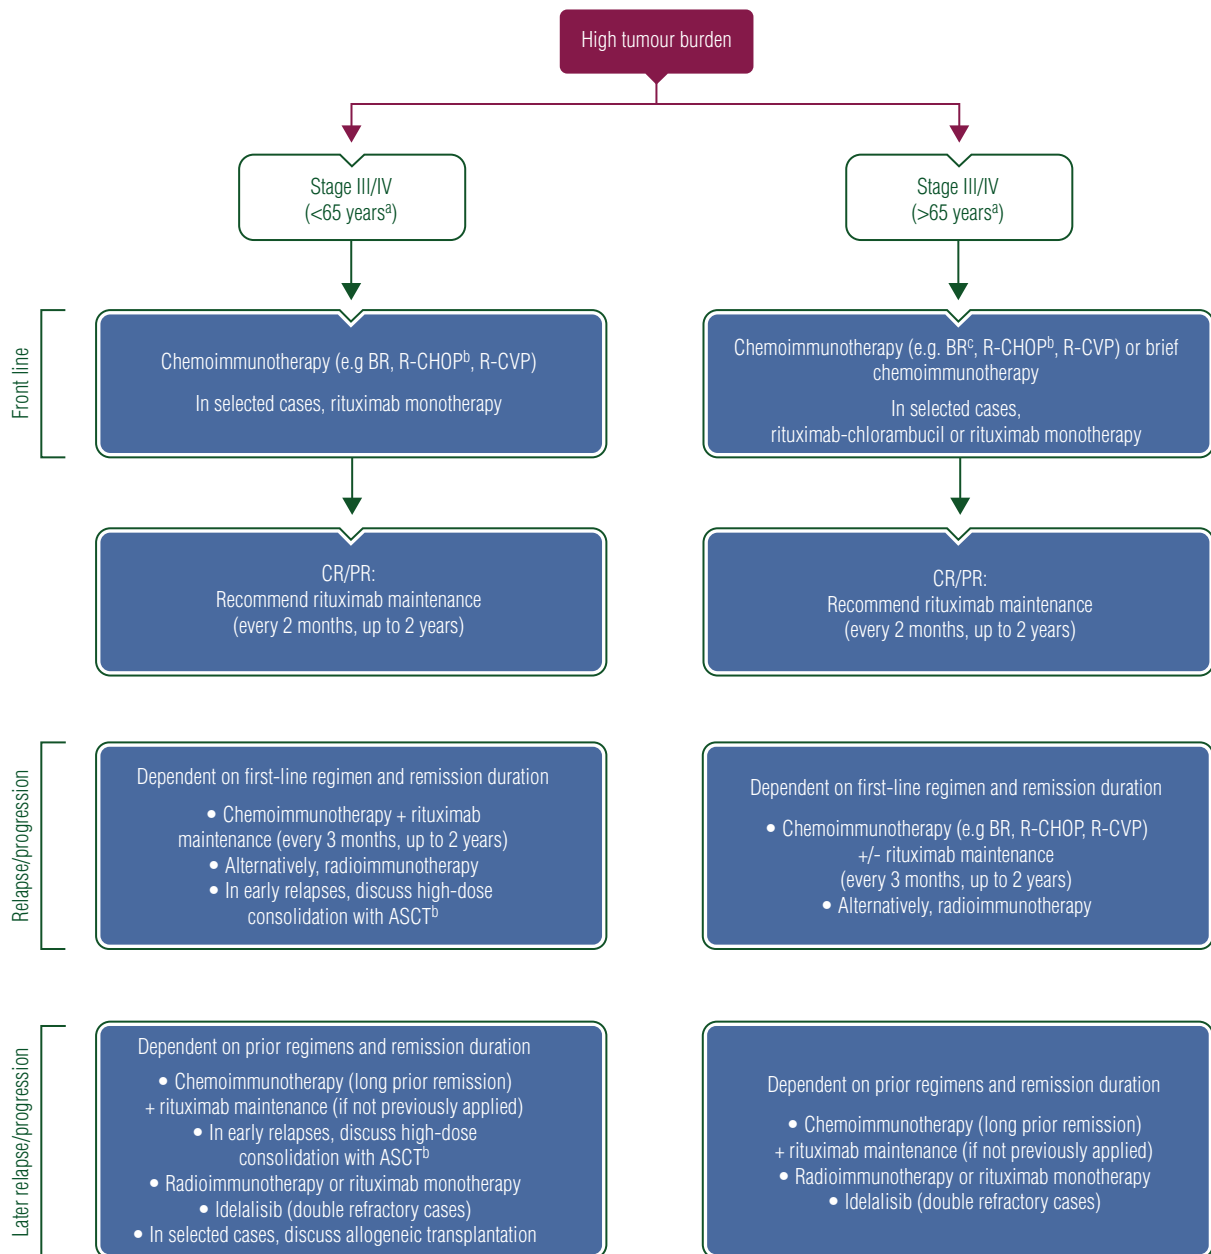 High tumour burden
Stage III/IV
(<65 yearsª)
Stage III/IV
(>65 yearsª)
Front line
Chemoimmunotherapy (e.g BR, R-CHOPᵇ, R-CVP)
In selected cases, rituximab monotherapy
Chemoimmunotherapy (e.g. BRᶜ, R-CHOPᵇ, R-CVP) or brief
chemoimmunotherapy
In selected cases,
rituximab-chlorambucil or rituximab monotherapy
CR/PR:
Recommend rituximab maintenance
(every 2 months, up to 2 years)
CR/PR:
Recommend rituximab maintenance
(every 2 months, up to 2 years)
Relapse/progression
Dependent on first-line regimen and remission duration
• Chemoimmunotherapy + rituximab
maintenance (every 3 months, up to 2 years)
• Alternatively, radioimmunotherapy
• In early relapses, discuss high-dose
consolidation with ASCTᵇ
Dependent on first-line regimen and remission duration
• Chemoimmunotherapy (e.g BR, R-CHOP, R-CVP)
+/- rituximab maintenance
(every 3 months, up to 2 years)
• Alternatively, radioimmunotherapy
Later relapse/progression
Dependent on prior regimens and remission duration
• Chemoimmunotherapy (long prior remission)
+ rituximab maintenance (if not previously applied)
• In early relapses, discuss high-dose
consolidation with ASCTᵇ
• Radioimmunotherapy or rituximab monotherapy
• Idelalisib (double refractory cases)
• In selected cases, discuss allogeneic transplantation
Dependent on prior regimens and remission duration
• Chemoimmunotherapy (long prior remission)
+ rituximab maintenance (if not previously applied)
• Radioimmunotherapy or rituximab monotherapy
• Idelalisib (double refractory cases)